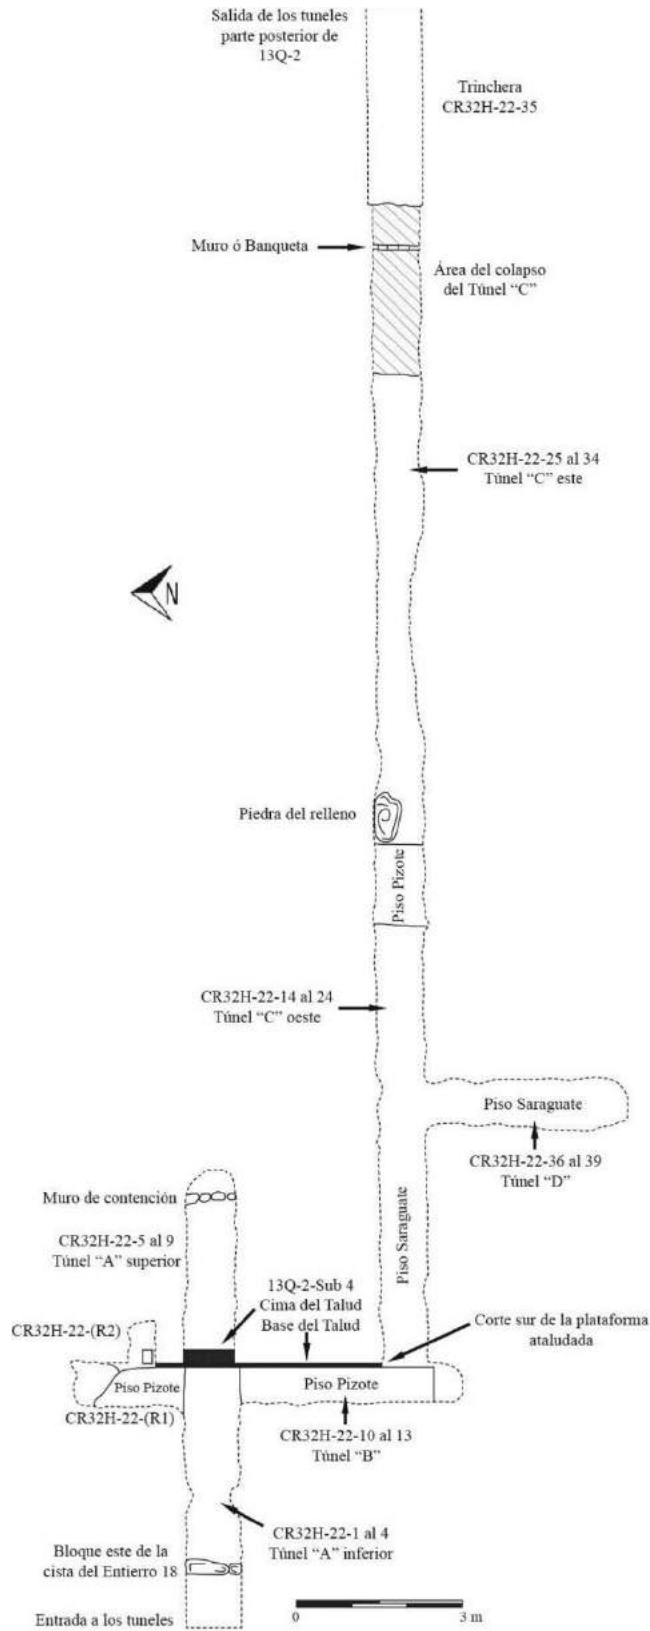 Salida de los tuneles
parte posterior de
13Q-2
Trinchera
CR32H-22-35
Muro ó Banqueta
Área del colapso
del Túnel “C”
CR32H-22-25 al 34
Túnel “C” este
N
Piedra del relleno
Piso Pizote
CR32H-22-14 al 24
Túnel “C” oeste
Piso Saraguate
CR32H-22-36 al 39
Túnel “D”
Muro de contención
CR32H-22-5 al 9
Túnel “A” superior
Piso Saraguate
13Q-2-Sub 4
Cima del Talud
Base del Talud
Corte sur de la plataforma
ataludada
CR32H-22-(R2)
Piso Pizote
Piso Pizote
CR32H-22-(R1)
CR32H-22-10 al 13
Túnel “B”
CR32H-22-1 al 4
Túnel “A” inferior
Bloque este de la
cista del Entierro 18
Entrada a los tuneles
0
3 m